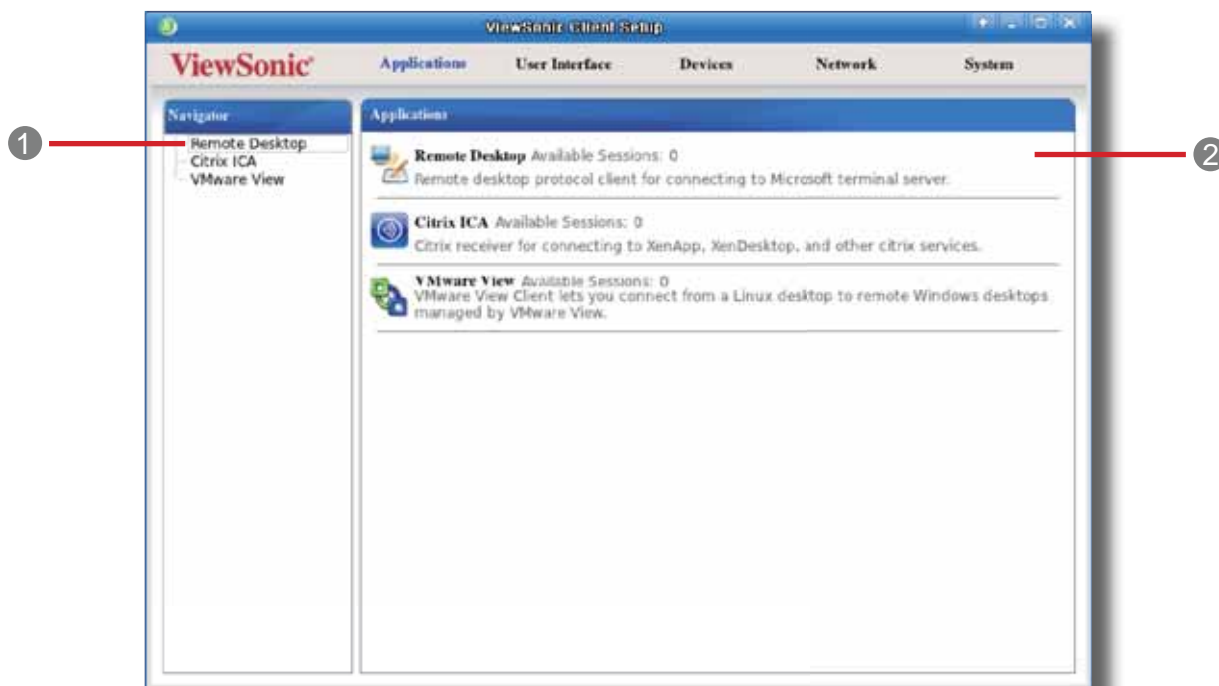 ViewSonic Client Setup
ViewSonic®
Applications User Interface Devices Network System
Navigator
Remote Desktop
Citrix ICA
VMware View
Applications
Remote Desktop Available Sessions: 0
Remote desktop protocol client for connecting to Microsoft terminal server.
Citrix ICA Available Sessions: 0
Citrix receiver for connecting to XenApp, XenDesktop, and other citrix services.
VMware View Available Sessions: 0
VMware View Client lets you connect from a Linux desktop to remote Windows desktops
managed by VMware View.
1
2